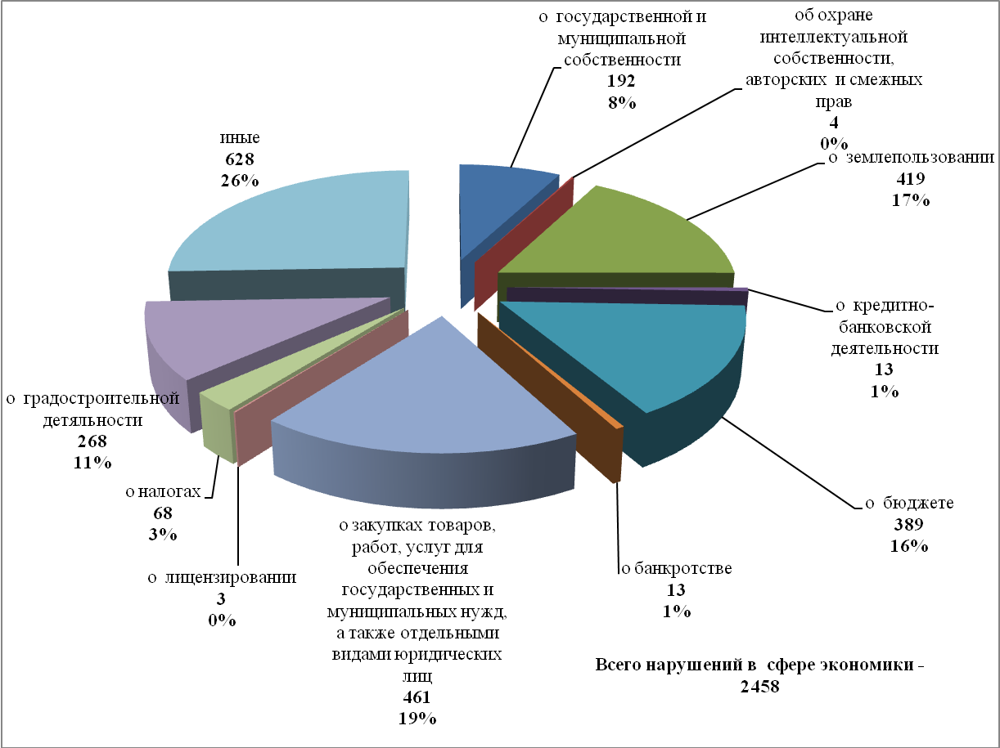 о государственной и
муниципальной
собственности
192
8%
об охране
интеллектуальной
собственности,
авторских и смежных
прав
4
0%
о землепользовании
419
17%
о кредитно-
банковской
деятельности
13
1%
о бюджете
389
16%
о банкротстве
13
1%
о закупках товаров,
работ, услуг для
обеспечения
государственных и
муниципальных нужд,
а также отдельными
видами юридических
лиц
461
19%
о лицензировании
3
0%
о налогах
68
3%
о градостроительной
детяльности
268
11%
иные
628
26%
Всего нарушений в сфере экономики -
2458